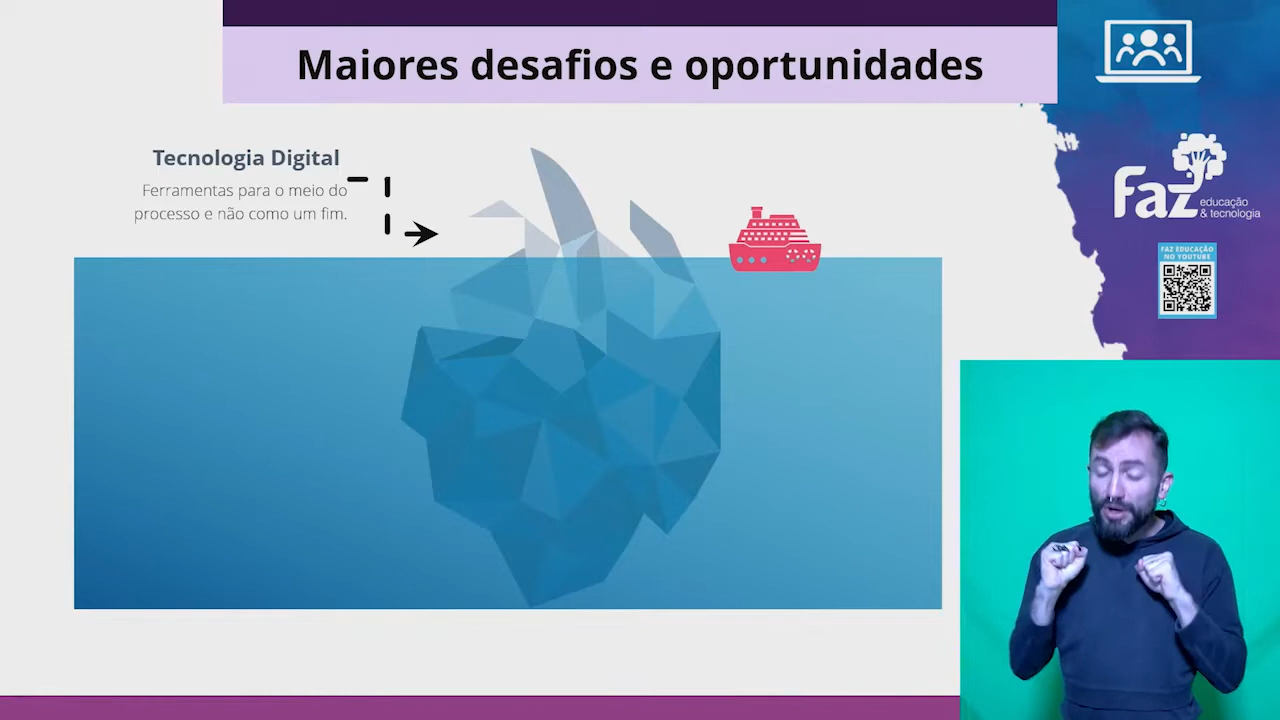 Maiores desafios e oportunidades
Tecnologia Digital
Ferramentas para o meio do
processo e não como um fim.
Faz
educação
& tecnologia
FAZ EDUCAÇÃO
NO YOUTUBE